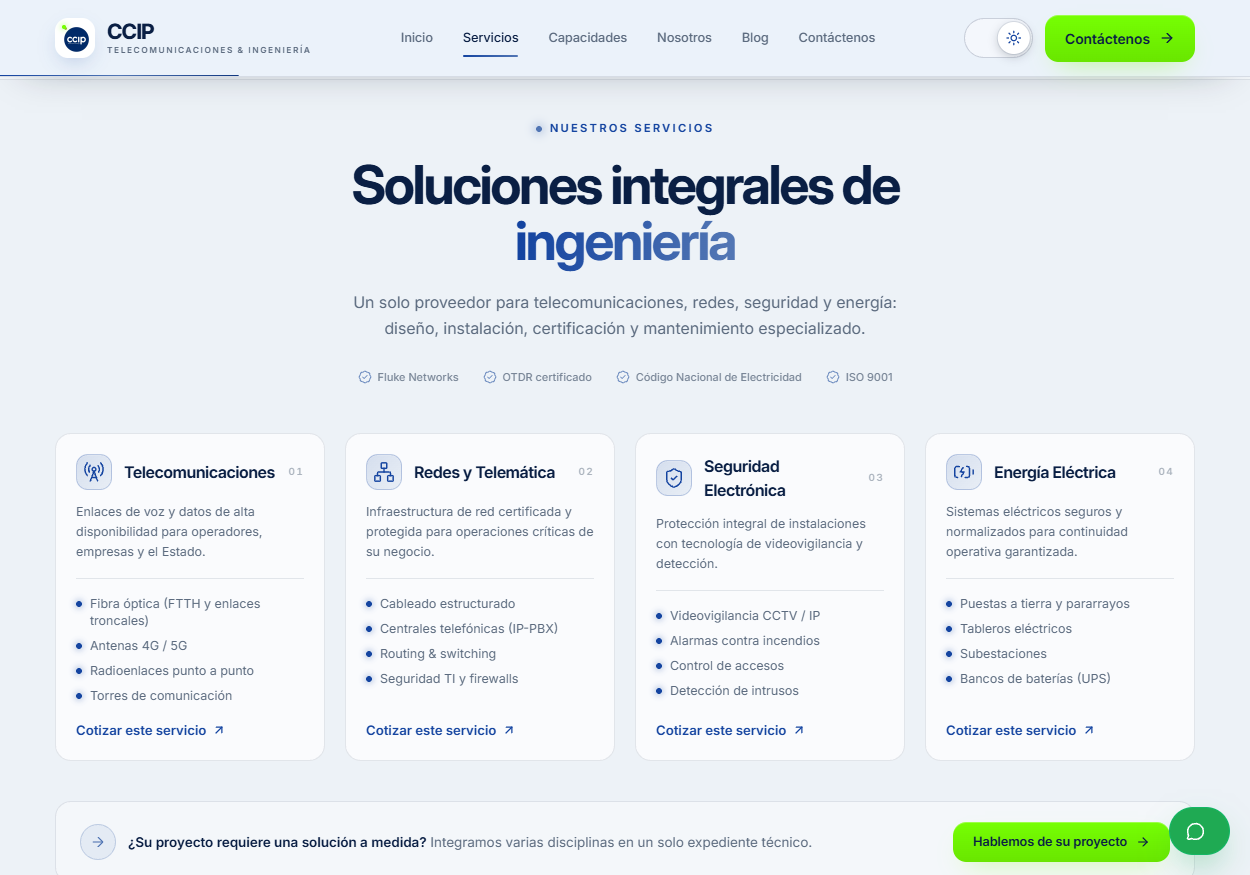 CCIP
CCIP
TELECOMUNICACIONES & INGENIERÍA
Inicio
Servicios
Capacidades
Nosotros
Blog
Contáctenos
Contáctenos
NUESTROS SERVICIOS
Soluciones integrales de
ingeniería
Un solo proveedor para telecomunicaciones, redes, seguridad y energía:
diseño, instalación, certificación y mantenimiento especializado.
Fluke Networks
OTDR certificado
Código Nacional de Electricidad
ISO 9001
Telecomunicaciones
01
Enlaces de voz y datos de alta
disponibilidad para operadores,
empresas y el Estado.
Fibra óptica (FTTH y enlaces
troncales)
Antenas 4G / 5G
Radioenlaces punto a punto
Torres de comunicación
Cotizar este servicio
Redes y Telemática
02
Infraestructura de red certificada y
protegida para operaciones críticas de
su negocio.
Cableado estructurado
Centrales telefónicas (IP-PBX)
Routing & switching
Seguridad TI y firewalls
Cotizar este servicio
Seguridad
Electrónica
03
Protección integral de instalaciones
con tecnología de videovigilancia y
detección.
Videovigilancia CCTV / IP
Alarmas contra incendios
Control de accesos
Detección de intrusos
Cotizar este servicio
Energía Eléctrica
04
Sistemas eléctricos seguros y
normalizados para continuidad
operativa garantizada.
Puestas a tierra y pararrayos
Tableros eléctricos
Subestaciones
Bancos de baterías (UPS)
Cotizar este servicio
¿Su proyecto requiere una solución a medida? Integramos varias disciplinas en un solo expediente técnico.
Hablemos de su proyecto